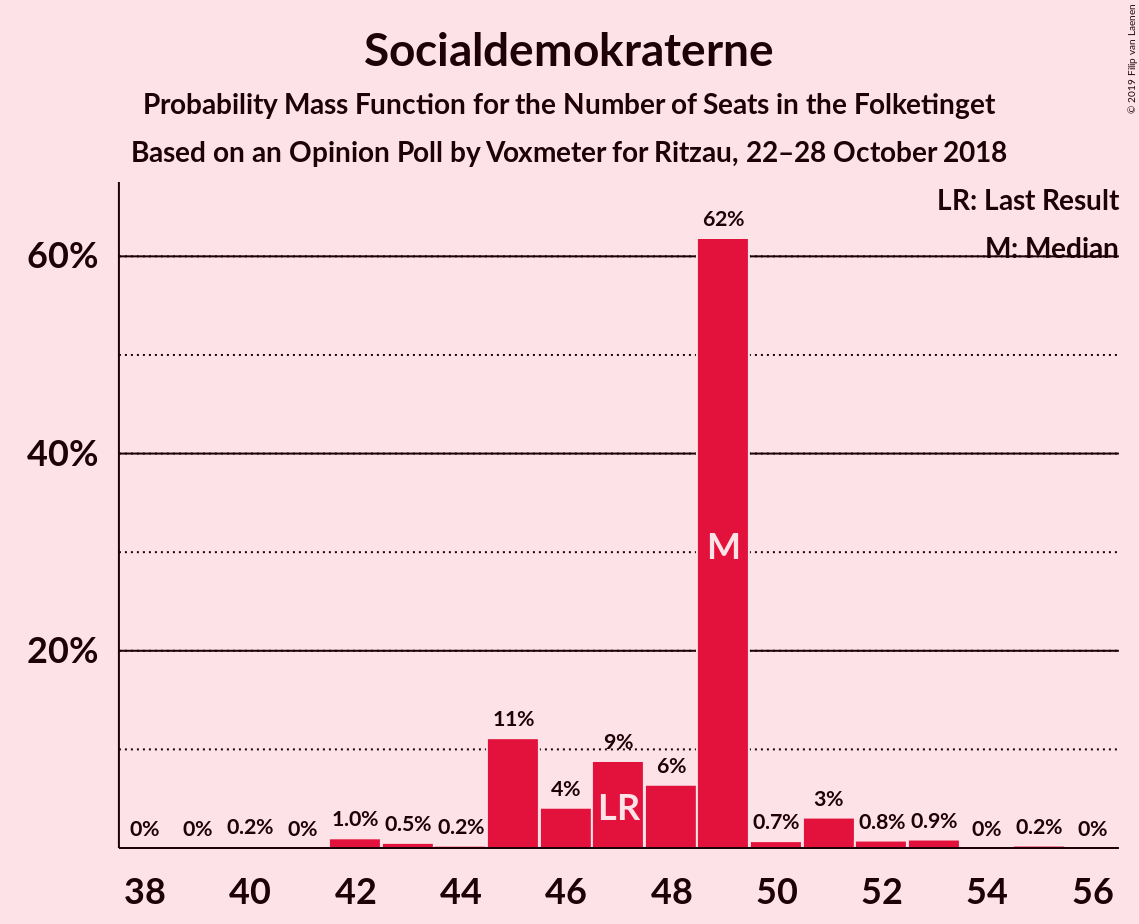 Socialdemokraterne
Probability Mass Function for the Number of Seats in the Folketinget
Based on an Opinion Poll by Voxmeter for Ritzau, 22–28 October 2018
© 2019 Filip van Laenen
LR: Last Result
M: Median
60%
40%
20%
0% 0% 0.2% 0% 1.0% 0.5% 0.2% 11% 4% 9% 6% 62% 0.7% 3% 0.8% 0.9% 0% 0.2% 0%
LR
M
38 40 42 44 46 48 50 52 54 56